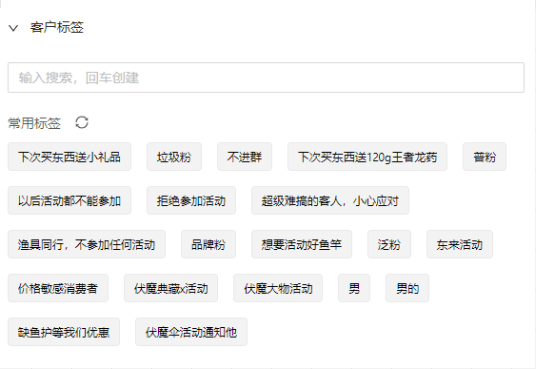 客户标签
输入搜索，回车创建
常用标签
下次买东西送小礼品 垃圾粉 不进群 下次买东西送120g王者龙药 普粉
以后活动都不能参加 拒绝参加活动 超级难搞的客人，小心应对
渔具同行，不参加任何活动 品牌粉 想要活动好鱼竿 泛粉 东来活动
价格敏感消费者 伏魔典藏x活动 伏魔大物活动 男 男的
缺鱼护等我们优惠 伏魔伞活动通知他